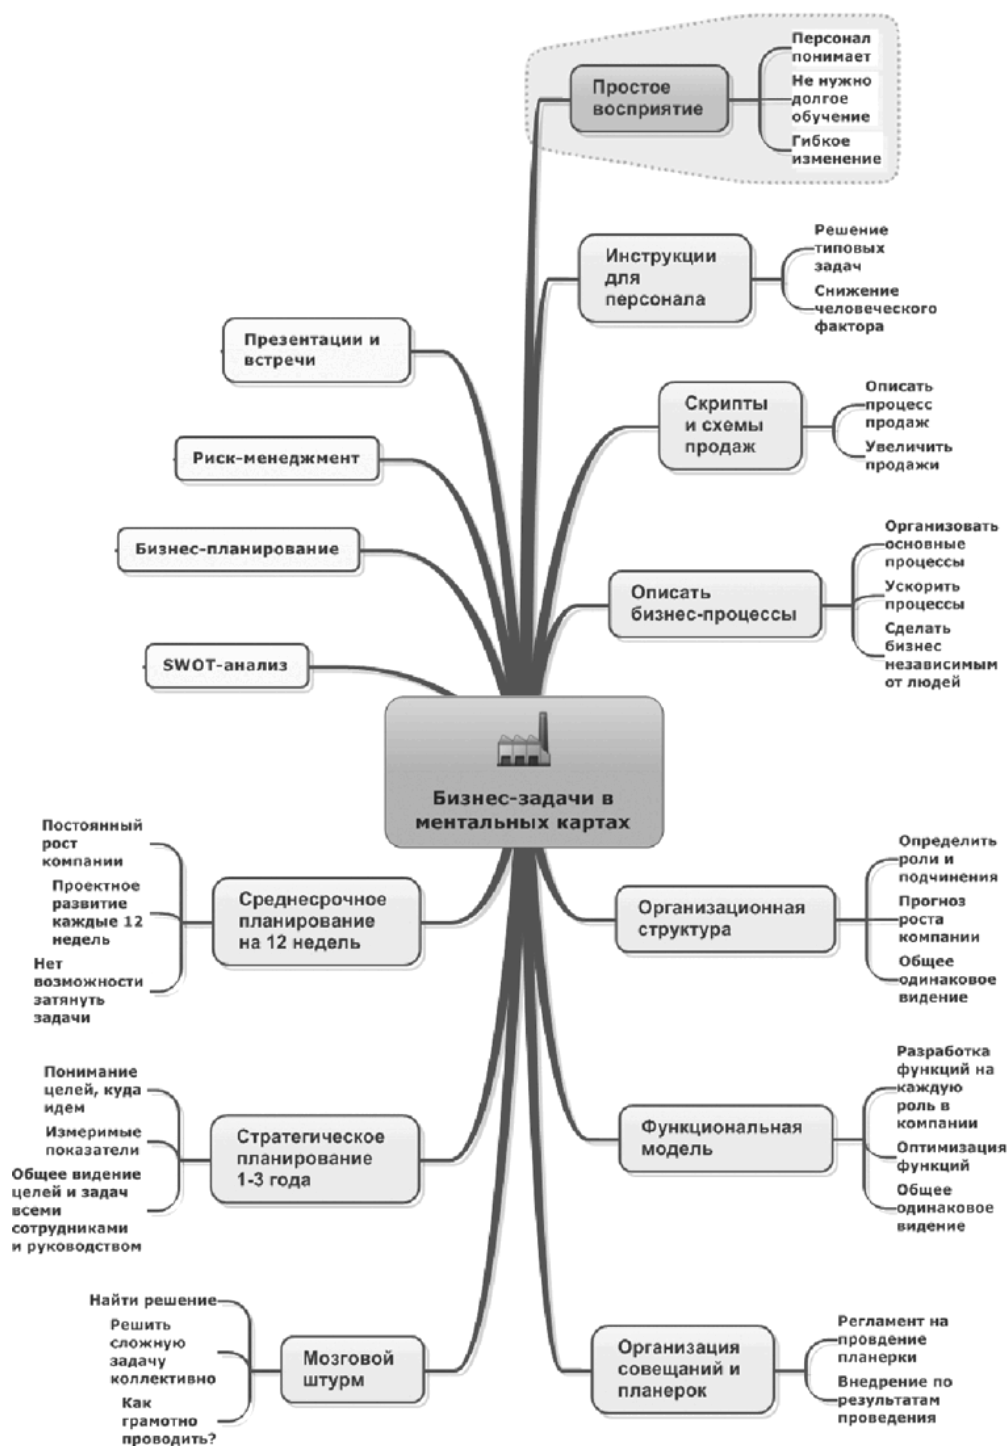 Персонал
понимает
Не нужно
долгое
обучение
Гибкое
изменение
Простое
восприятие
Инструкции
для
персонала
Решение
типовых
задач
Снижение
человеческого
фактора
Скрипты
и схемы
продаж
Описать
процесс
продаж
Увеличить
продажи
Описать
бизнес-процессы
Организовать
основные
процессы
Ускорить
процессы
Сделать
бизнес
независимым
от людей
Презентации и
встречи
Риск-менеджмент
Бизнес-планирование
SWOT-анализ
Бизнес-задачи в
ментальных картах
Организационная
структура
Определить
роли и
подчинения
Прогноз
роста
компании
Общее
одинаковое
видение
Функциональная
модель
Разработка
функций на
каждую
роль в
компании
Оптимизация
функций
Общее
одинаковое
видение
Организация
совещаний и
планерок
Регламент на
провдение
планерки
Внедрение по
результатам
проведения
Среднесрочное
планирование
на 12 недель
Постоянный
рост
компании
Проектное
развитие
каждые 12
недель
Нет
возможности
затянуть
задачи
Стратегическое
планирование
1-3 года
Понимание
целей, куда
идем
Измеримые
показатели
Общее видение
целей и задач
всеми
сотрудниками
и руководством
Мозговой
штурм
Найти решение
Решить
сложную
задачу
коллективно
Как
грамотно
проводить?